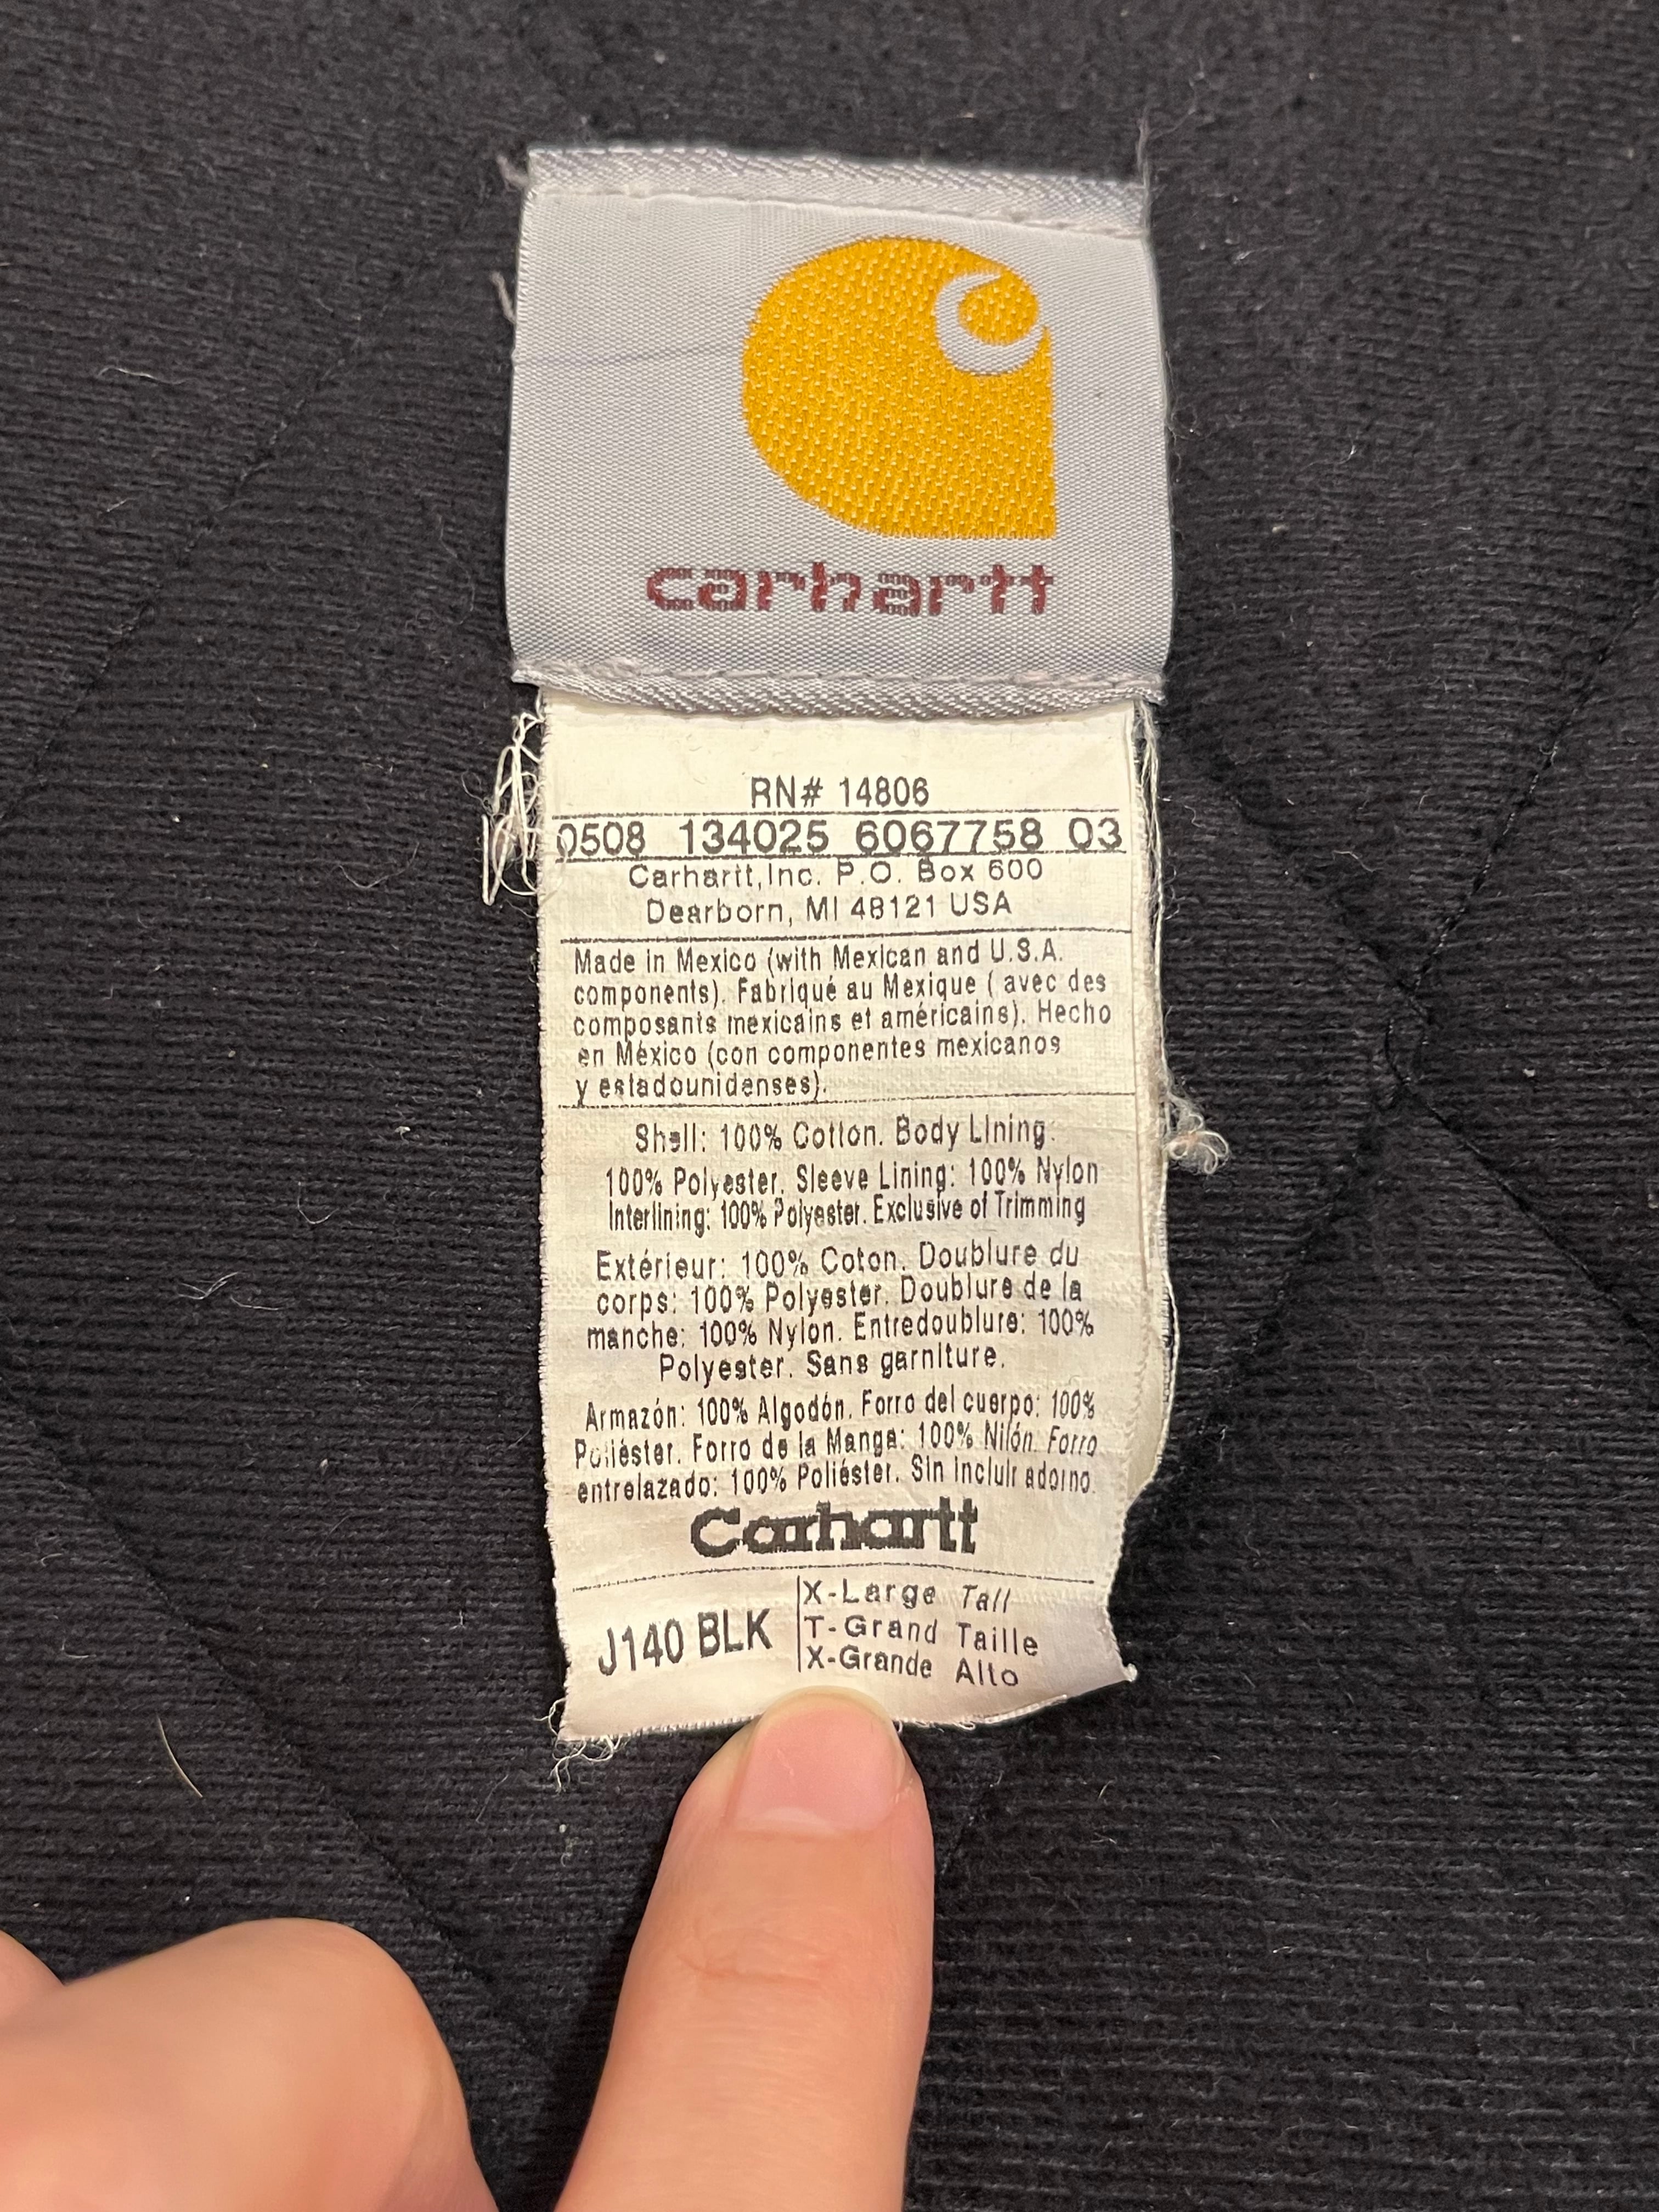 carhartt
RN# 14806
0508 134025 6067758 03
Carhartt, Inc. P.O. Box 600
Dearborn, MI 48121 USA
Made in Mexico (with Mexican and U.S.A.
components). Fabriqué au Mexique ( avec des
composants mexicains et américains). Hecho
en México (con componentes mexicanos
y estadounidenses).
Shell: 100% Cotton. Body Lining:
100% Polyester. Sleeve Lining: 100% Nylon
Interlining: 100% Polyester. Exclusive of Trimming
Extérieur: 100% Coton. Doublure du
corps: 100% Polyester. Doublure de la
manche: 100% Nylon. Entredoublure: 100%
Polyester. Sans garniture.
Armazón: 100% Algodón. Forro del cuerpo: 100%
Poliéster. Forro de la Manga: 100% Nilón. Forro
entrelazado: 100% Poliéster. Sin incluir adorno.
Carhartt
J140 BLK
X-Large Tall
T-Grand Taille
X-Grande Alto